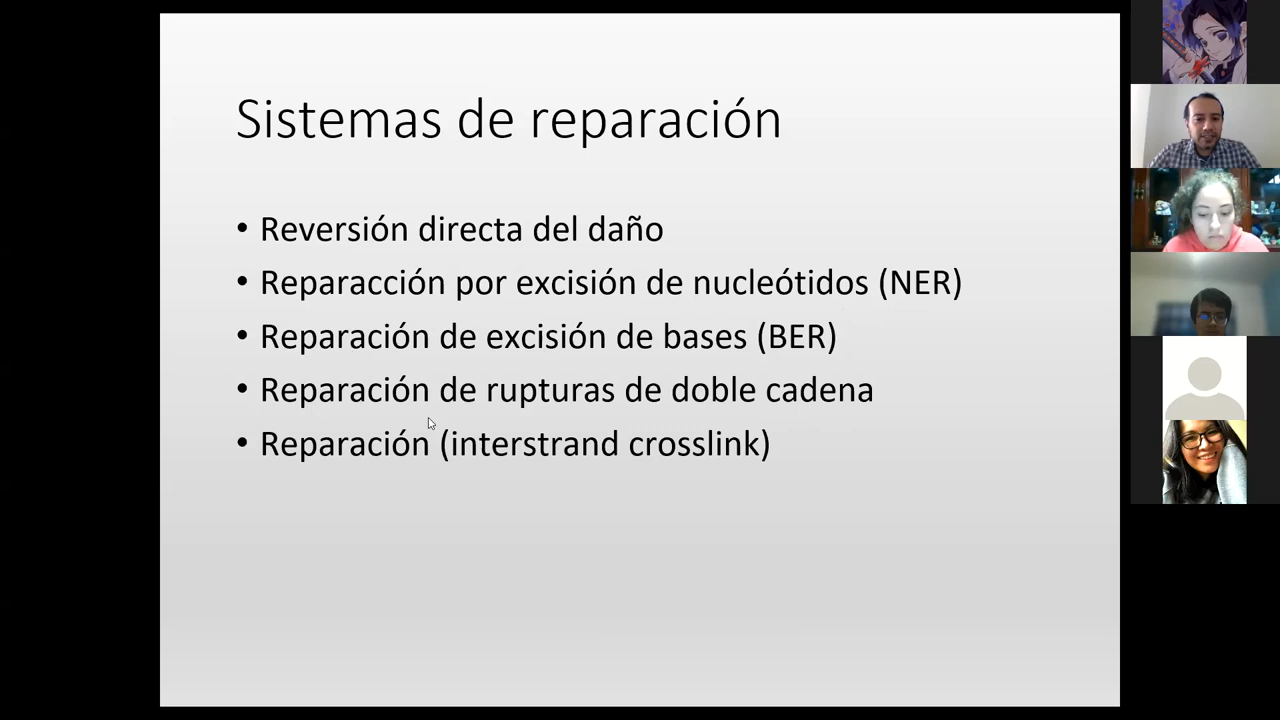 Sistemas de reparación
• Reversión directa del daño
• Reparacción por excisión de nucleótidos (NER)
• Reparación de excisión de bases (BER)
• Reparación de rupturas de doble cadena
• Reparación (interstrand crosslink)